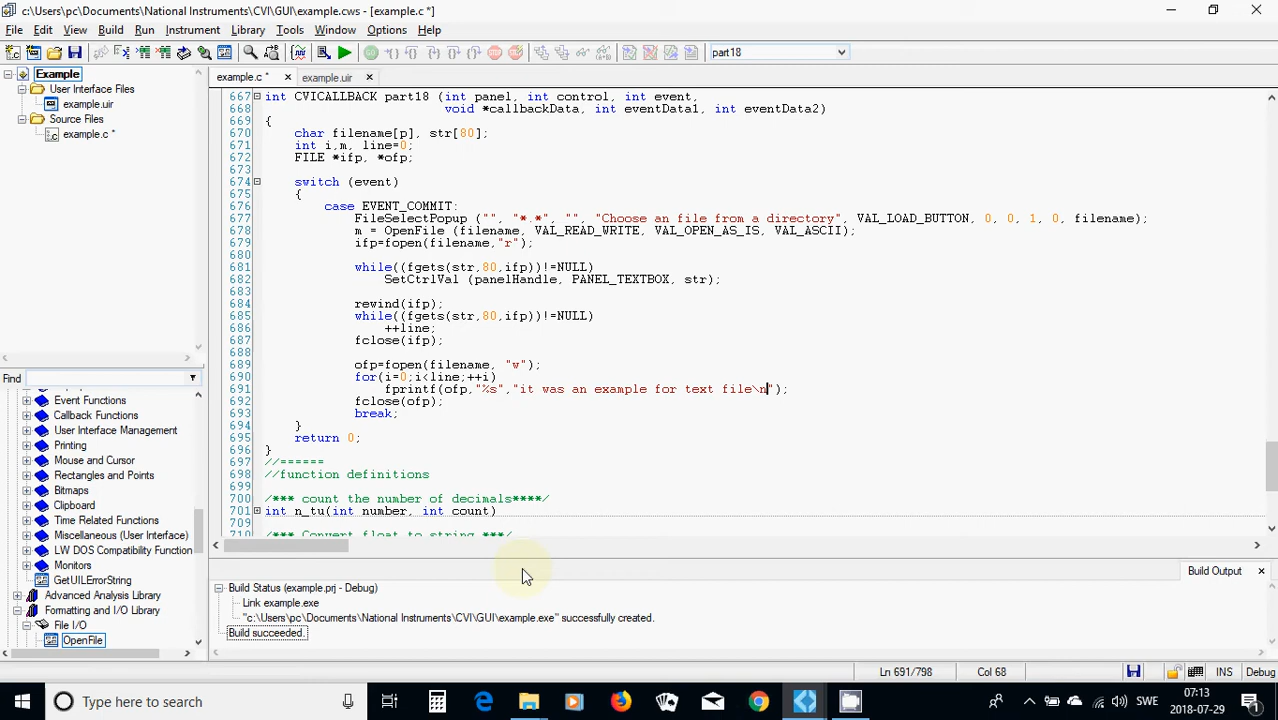 c:\Users\pc\Documents\National Instruments\CVI\GUI\example.cws - [example.c *]
File Edit View Build Run Instrument Library Tools Window Options Help
part18
Example
User Interface Files
example.uir
Source Files
example.c *
Find
Event Functions
Callback Functions
User Interface Management
Printing
Mouse and Cursor
Rectangles and Points
Bitmaps
Clipboard
Time Related Functions
Miscellaneous (User Interface)
LW DOS Compatibility Function
Monitors
GetUILErrorString
Advanced Analysis Library
Formatting and I/O Library
File I/O
OpenFile
example.c * example.uir
667 int CVICALLBACK part18 (int panel, int control, int event,
668 void *callbackData, int eventData1, int eventData2)
669 {
670 char filename[p], str[80];
671 int i,m, line=0;
672 FILE *ifp, *ofp;
673
674 switch (event)
675 {
676 case EVENT_COMMIT:
677 FileSelectPopup ("", "*.*", "", "Choose an file from a directory", VAL_LOAD_BUTTON, 0, 0, 1, 0, filename);
678 m = OpenFile (filename, VAL_READ_WRITE, VAL_OPEN_AS_IS, VAL_ASCII);
679 ifp=fopen(filename,"r");
680
681 while((fgets(str,80,ifp))!=NULL)
682 SetCtrlVal (panelHandle, PANEL_TEXTBOX, str);
683
684 rewind(ifp);
685 while((fgets(str,80,ifp))!=NULL)
686 ++line;
687 fclose(ifp);
688
689 ofp=fopen(filename, "w");
690 for(i=0;i<line;++i)
691 fprintf(ofp,"%s","it was an example for text file\n");
692 fclose(ofp);
693 break;
694 }
695 return 0;
696 }
697 //======
698 //function definitions
699
700 /*** count the number of decimals****/
701 int n_tu(int number, int count)
709
710 /*** Convert float to string ***/
Build Output
Build Status (example.prj - Debug)
Link example.exe
"c:\Users\pc\Documents\National Instruments\CVI\GUI\example.exe" successfully created.
Build succeeded.
Ln 691/798 Col 68 INS Debug
Type here to search
SWE
07:13
2018-07-29
1